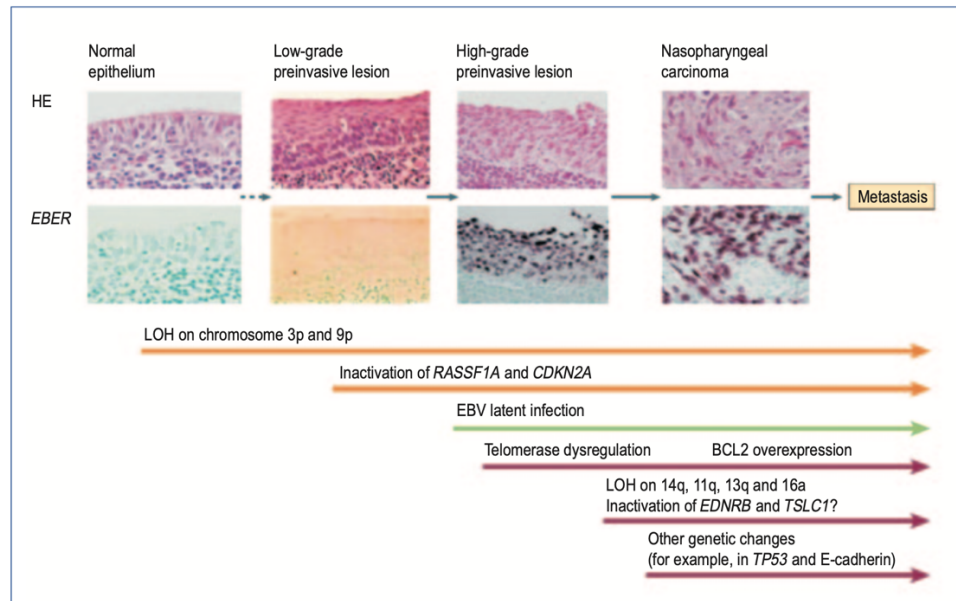 Normal
epithelium
Low-grade
preinvasive lesion
High-grade
preinvasive lesion
Nasopharyngeal
carcinoma
HE
Metastasis
EBER
LOH on chromosome 3p and 9p
Inactivation of RASSF1A and CDKN2A
EBV latent infection
Telomerase dysregulation
BCL2 overexpression
LOH on 14q, 11q, 13q and 16a
Inactivation of EDNRB and TSLC1?
Other genetic changes
(for example, in TP53 and E-cadherin)